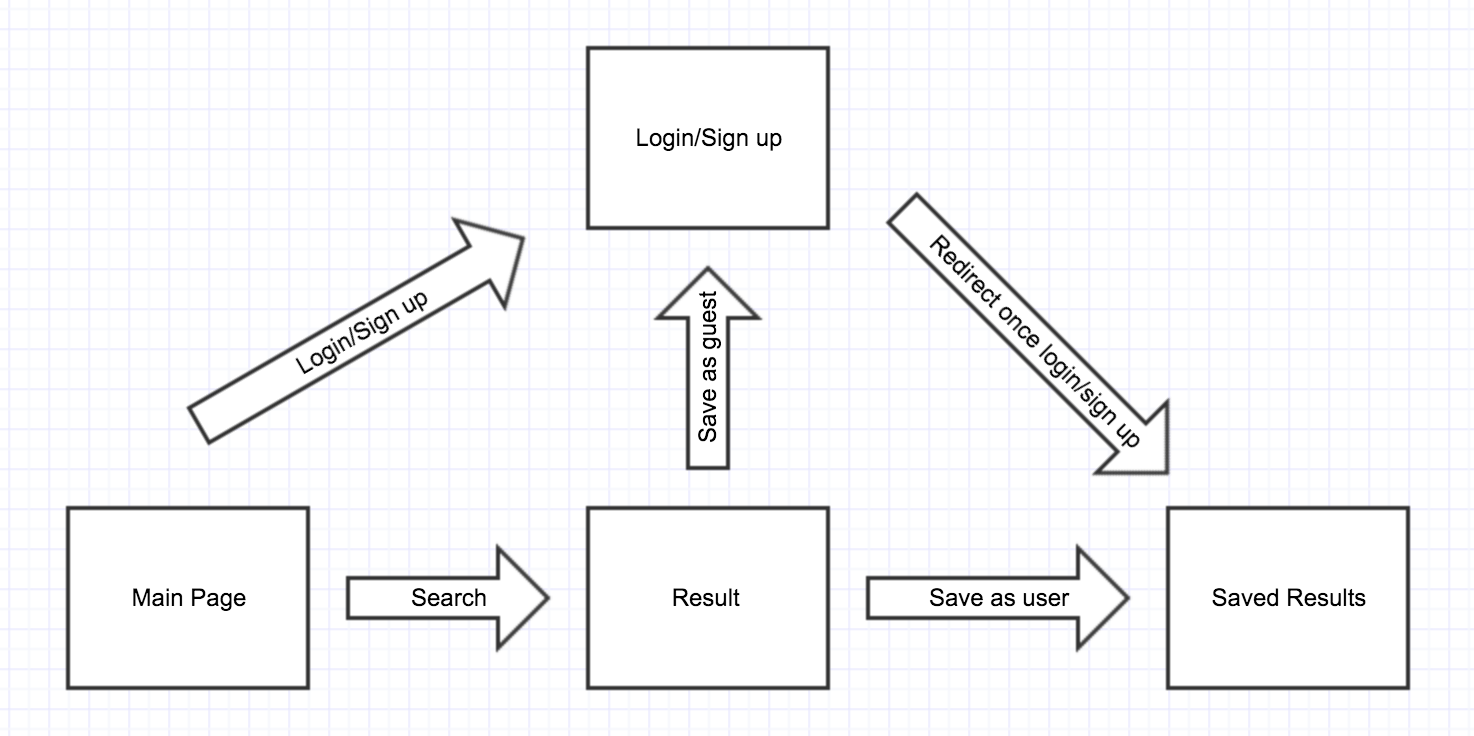 Login/Sign up
Login/Sign up
Save as guest
Redirect once login/sign up
Main Page
Search
Result
Save as user
Saved Results